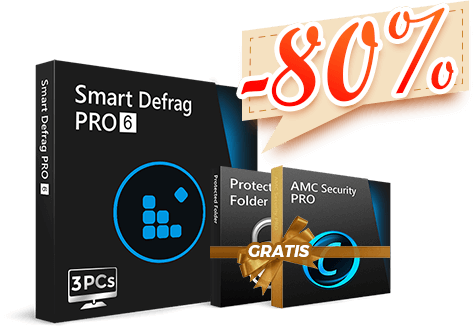 -80%
Smart Defrag
PRO 6
Smart Defrag PRO 6
3PCs
Protected
Folder
Protected Folder
AMC Security
PRO
GRATIS